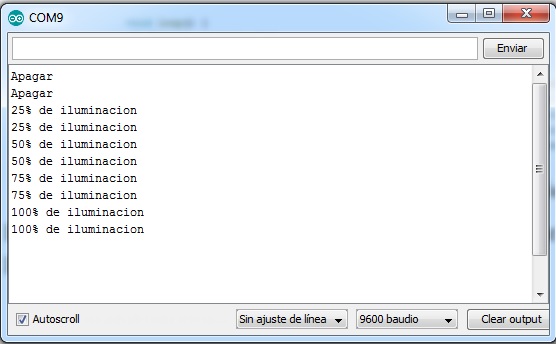 COM9
Enviar
Apagar
Apagar
25% de iluminacion
25% de iluminacion
50% de iluminacion
50% de iluminacion
75% de iluminacion
75% de iluminacion
100% de iluminacion
100% de iluminacion
Autoscroll
Sin ajuste de línea
9600 baudio
Clear output